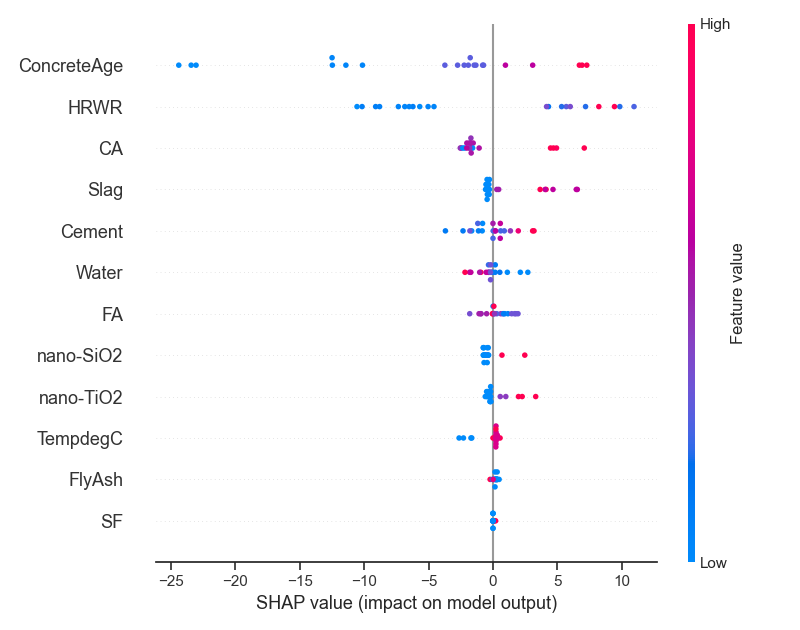 High
ConcreteAge
HRWR
CA
Slag
Cement
Water
FA
nano-SiO2
nano-TiO2
TempdegC
FlyAsh
SF
Feature value
Low
−25 −20 −15 −10 −5 0 5 10
SHAP value (impact on model output)